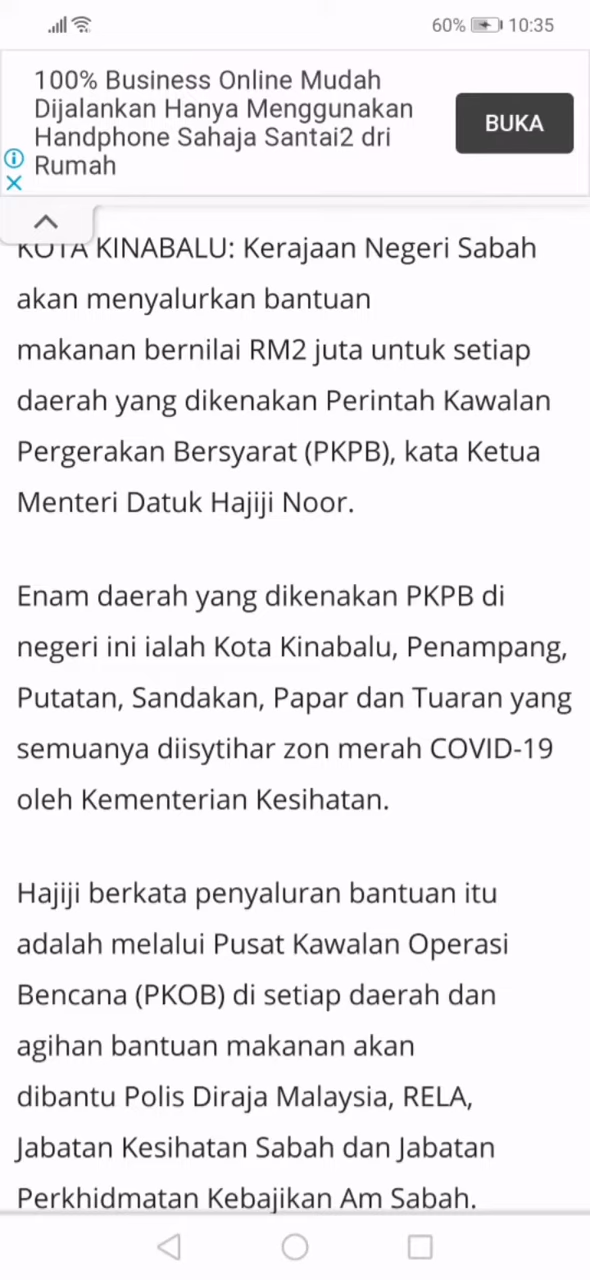 60% 10:35
100% Business Online Mudah
Dijalankan Hanya Menggunakan
Handphone Sahaja Santai2 dri
Rumah
BUKA
KOTA KINABALU: Kerajaan Negeri Sabah
akan menyalurkan bantuan
makanan bernilai RM2 juta untuk setiap
daerah yang dikenakan Perintah Kawalan
Pergerakan Bersyarat (PKPB), kata Ketua
Menteri Datuk Hajiji Noor.
Enam daerah yang dikenakan PKPB di
negeri ini ialah Kota Kinabalu, Penampang,
Putatan, Sandakan, Papar dan Tuaran yang
semuanya diisytihar zon merah COVID-19
oleh Kementerian Kesihatan.
Hajiji berkata penyaluran bantuan itu
adalah melalui Pusat Kawalan Operasi
Bencana (PKOB) di setiap daerah dan
agihan bantuan makanan akan
dibantu Polis Diraja Malaysia, RELA,
Jabatan Kesihatan Sabah dan Jabatan
Perkhidmatan Kebajikan Am Sabah.